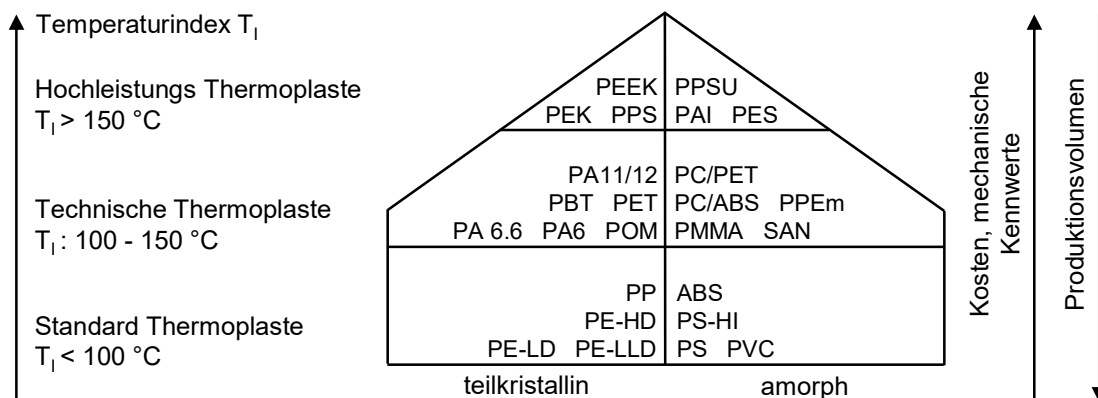 Temperaturindex T_I
Hochleistungs Thermoplaste
T_I > 150 °C
PEEK PPSU
PEK PPS PAI PES
Technische Thermoplaste
T_I : 100 - 150 °C
PA11/12 PC/PET
PBT PET PC/ABS PPEm
PA 6.6 PA6 POM PMMA SAN
Standard Thermoplaste
T_I < 100 °C
PP ABS
PE-HD PS-HI
PE-LD PE-LLD PS PVC
teilkristallin amorph
Kosten, mechanische
Kennwerte
Produktionsvolumen